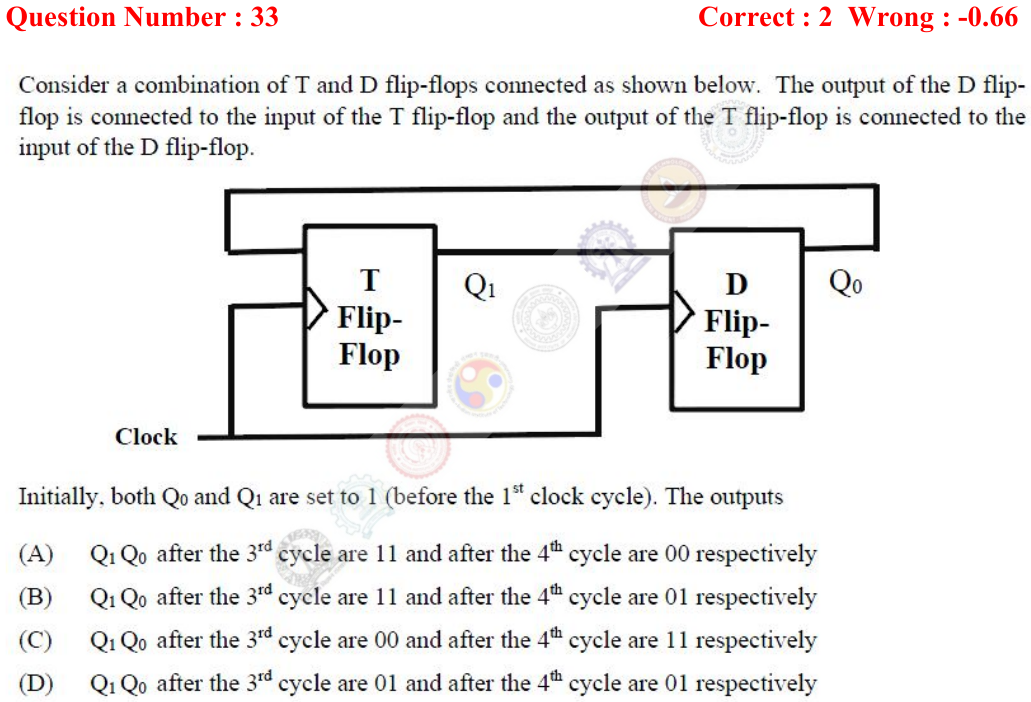 Question Number : 33 Correct : 2 Wrong : -0.66
Consider a combination of T and D flip-flops connected as shown below. The output of the D flip-
flop is connected to the input of the T flip-flop and the output of the T flip-flop is connected to the
input of the D flip-flop.
T
Flip-
Flop
Q1
D
Flip-
Flop
Q0
Clock
Initially, both Q0 and Q1 are set to 1 (before the 1st clock cycle). The outputs
(A) Q1 Q0 after the 3rd cycle are 11 and after the 4th cycle are 00 respectively
(B) Q1 Q0 after the 3rd cycle are 11 and after the 4th cycle are 01 respectively
(C) Q1 Q0 after the 3rd cycle are 00 and after the 4th cycle are 11 respectively
(D) Q1 Q0 after the 3rd cycle are 01 and after the 4th cycle are 01 respectively